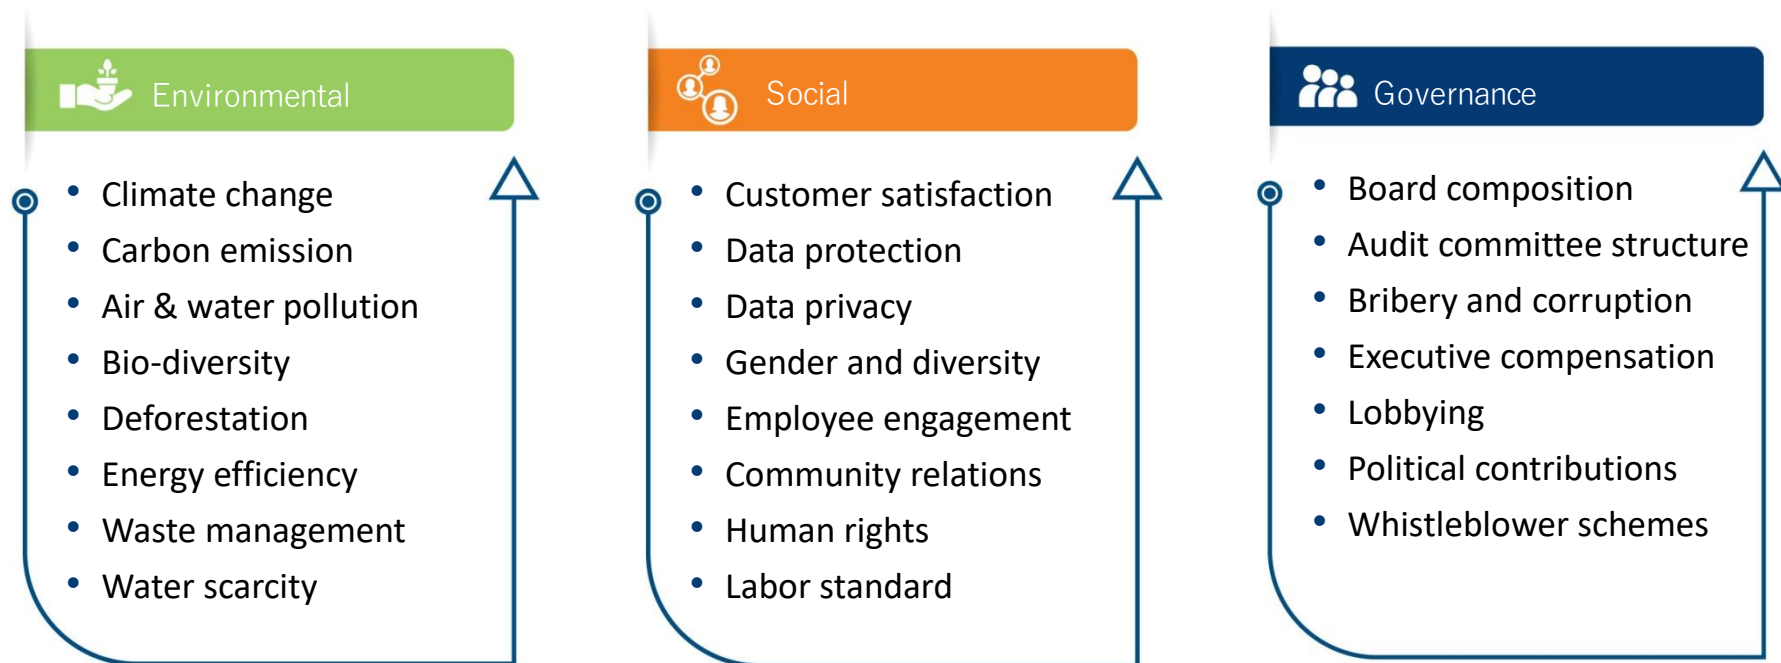 Environmental
• Climate change
• Carbon emission
• Air & water pollution
• Bio-diversity
• Deforestation
• Energy efficiency
• Waste management
• Water scarcity
Social
• Customer satisfaction
• Data protection
• Data privacy
• Gender and diversity
• Employee engagement
• Community relations
• Human rights
• Labor standard
Governance
• Board composition
• Audit committee structure
• Bribery and corruption
• Executive compensation
• Lobbying
• Political contributions
• Whistleblower schemes